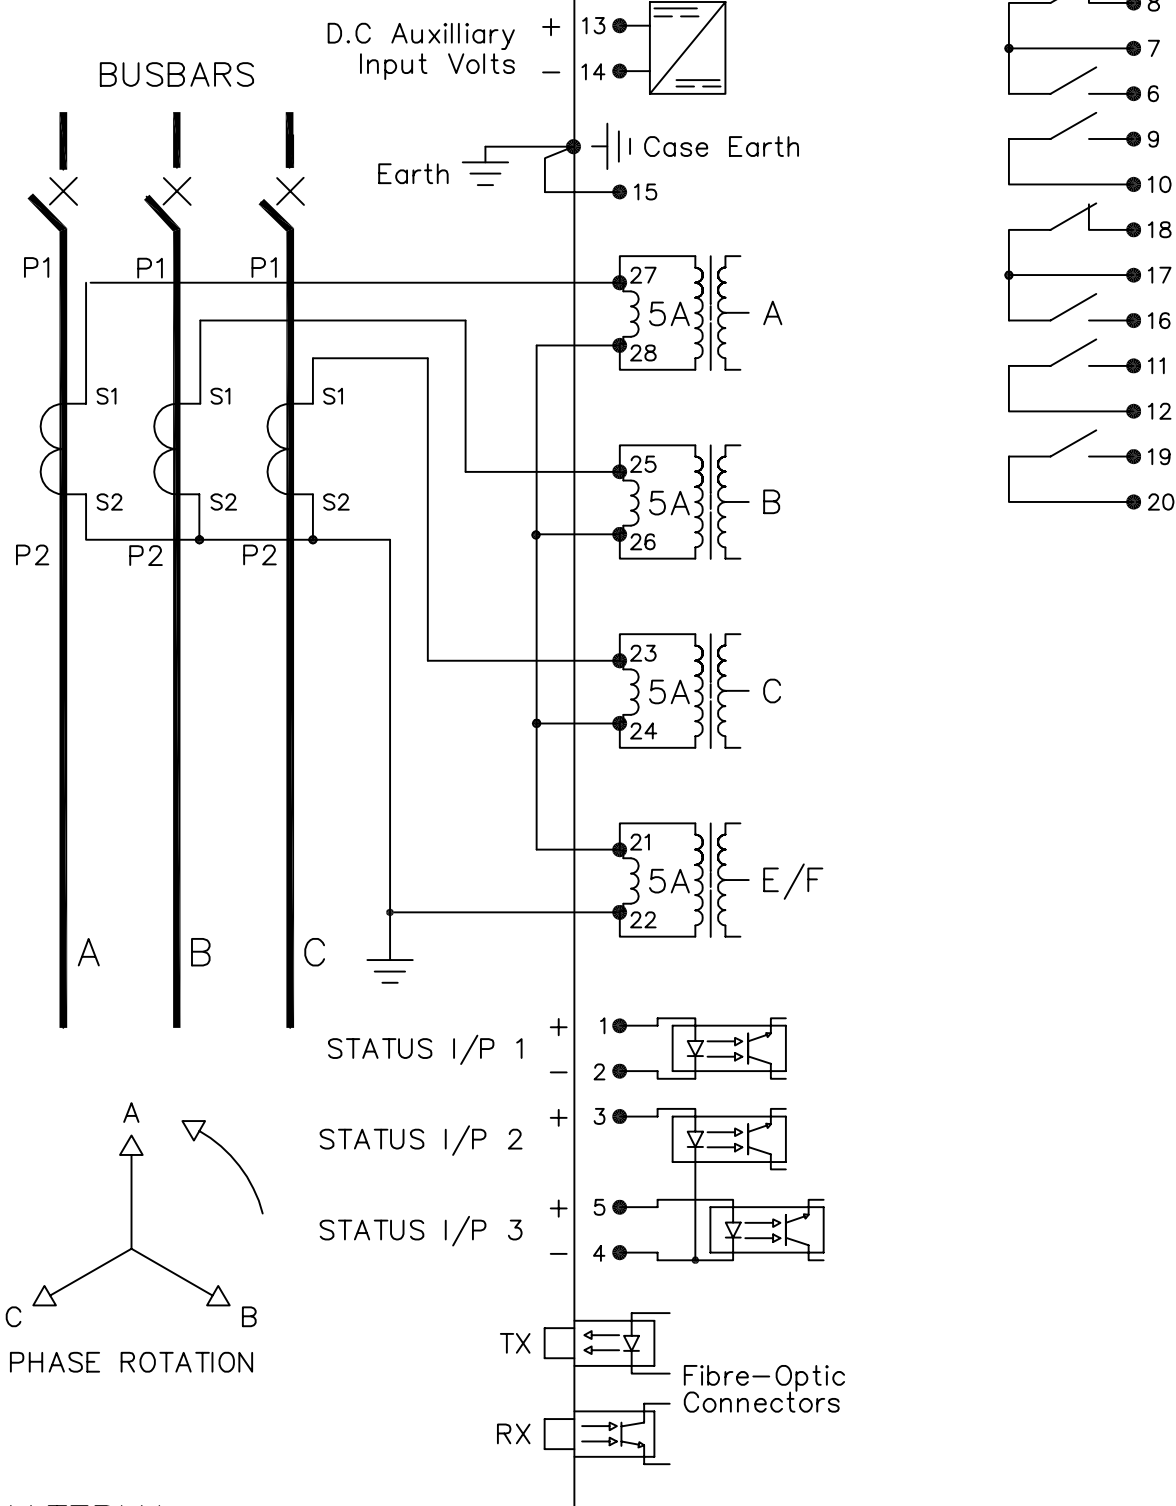 D.C Auxilliary + 13
Input Volts − 14
BUSBARS
Case Earth
Earth
15
P1 P1 P1
27
5A A
28
S1 S1 S1
25
5A B
26
S2 S2 S2
P2 P2 P2
23
5A C
24
21
5A E/F
22
A B C
+ 1
STATUS I/P 1
− 2
+ 3
STATUS I/P 2
+ 5
STATUS I/P 3
− 4
A
C B
PHASE ROTATION
TX
Fibre-Optic
Connectors
RX
8
7
6
9
10
18
17
16
11
12
19
20